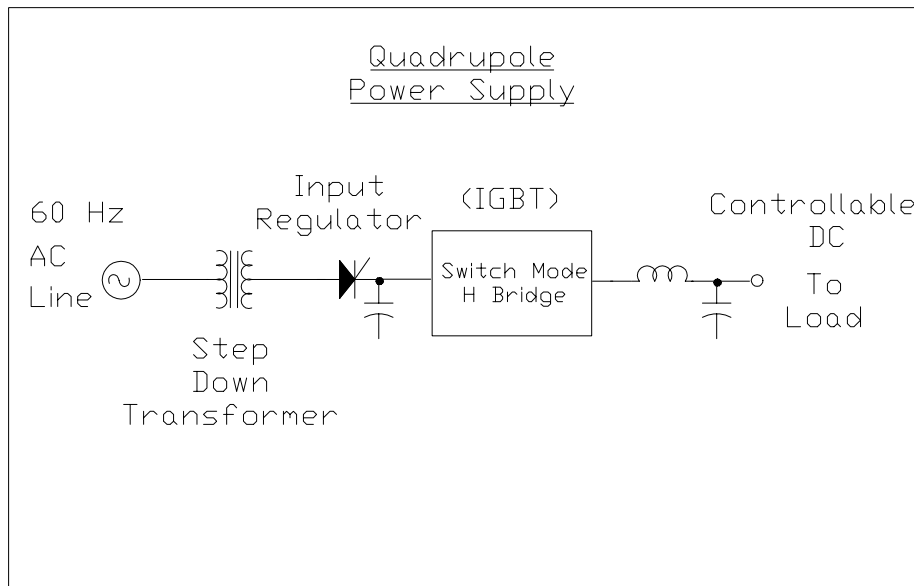 Quadrupole
Power Supply
60 Hz
AC
Line
Step
Down
Transformer
Input
Regulator
(IGBT)
Switch Mode
H Bridge
Controllable
DC
To
Load